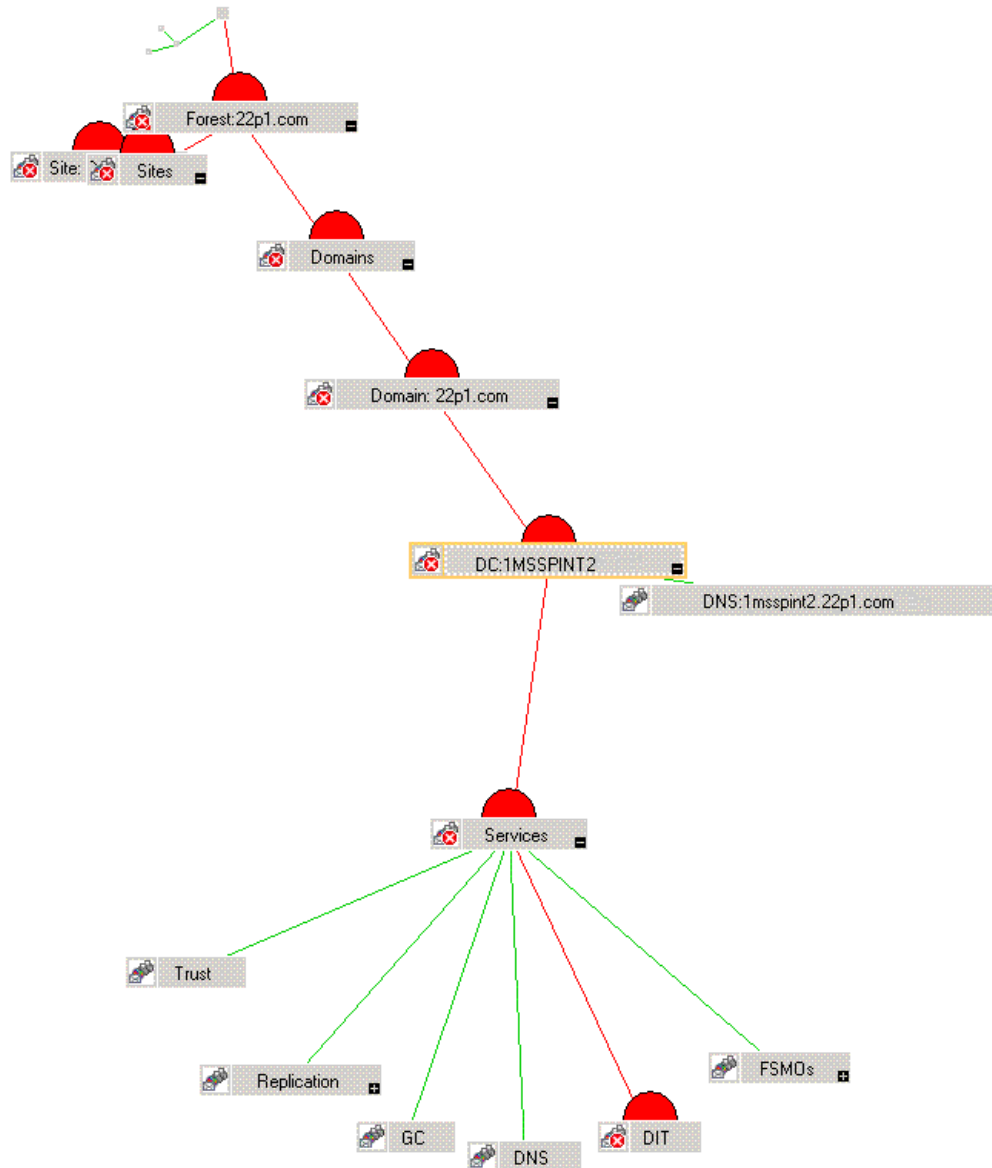 Forest:22p1.com
Site:
Sites
Domains
Domain: 22p1.com
DC:1MSSPINT2
DNS:1msspint2.22p1.com
Services
Trust
Replication
FSMOs
GC
DNS
DIT